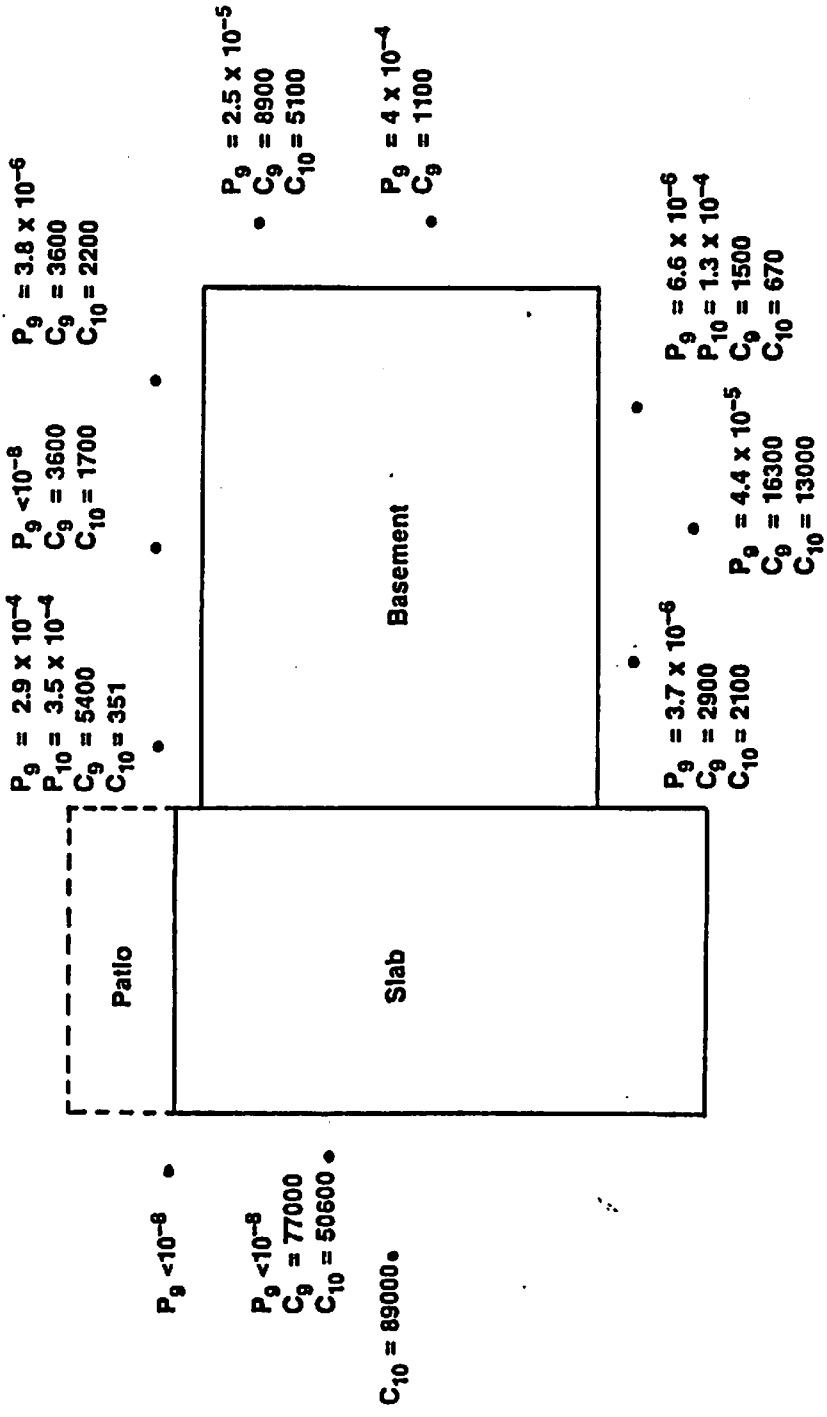 P9 = 2.9 x 10−4
P10 = 3.5 x 10−4
C9 = 5400
C10 = 351
P9 <10−8
C9 = 3600
C10 = 1700
P9 = 3.8 x 10−6
C9 = 3600
C10 = 2200
Patio
P9 <10−8
P9 <10−8
C9 = 77000
C10 = 50600
C10 = 89000
Slab
Basement
P9 = 2.5 x 10−5
C9 = 8900
C10 = 5100
P9 = 4 x 10−4
C9 = 1100
P9 = 3.7 x 10−6
C9 = 2900
C10 = 2100
P9 = 4.4 x 10−5
C9 = 16300
C10 = 13000
P9 = 6.6 x 10−6
P10 = 1.3 x 10−4
C9 = 1500
C10 = 670